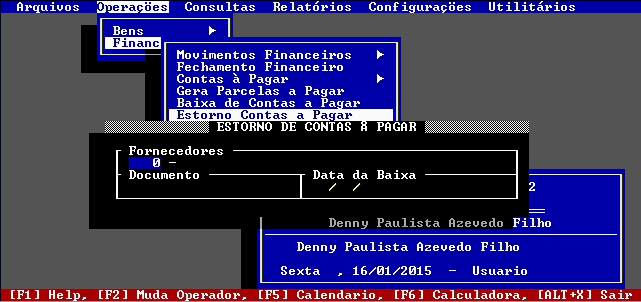 Arquivos Operações Consultas Relatórios Configurações Utilitários
Bens
Financ
Movimentos Financeiros
Fechamento Financeiro
Contas à Pagar
Gera Parcelas a Pagar
Baixa de Contas a Pagar
Estorno Contas a Pagar
ESTORNO DE CONTAS A PAGAR
Fornecedores
0 -
Documento Data da Baixa
/ /
2
Denny Paulista Azevedo Filho
Denny Paulista Azevedo Filho
Sexta , 16/01/2015 - Usuario
[F1] Help, [F2] Muda Operador, [F5] Calendario, [F6] Calculadora, [ALT+X] Sair